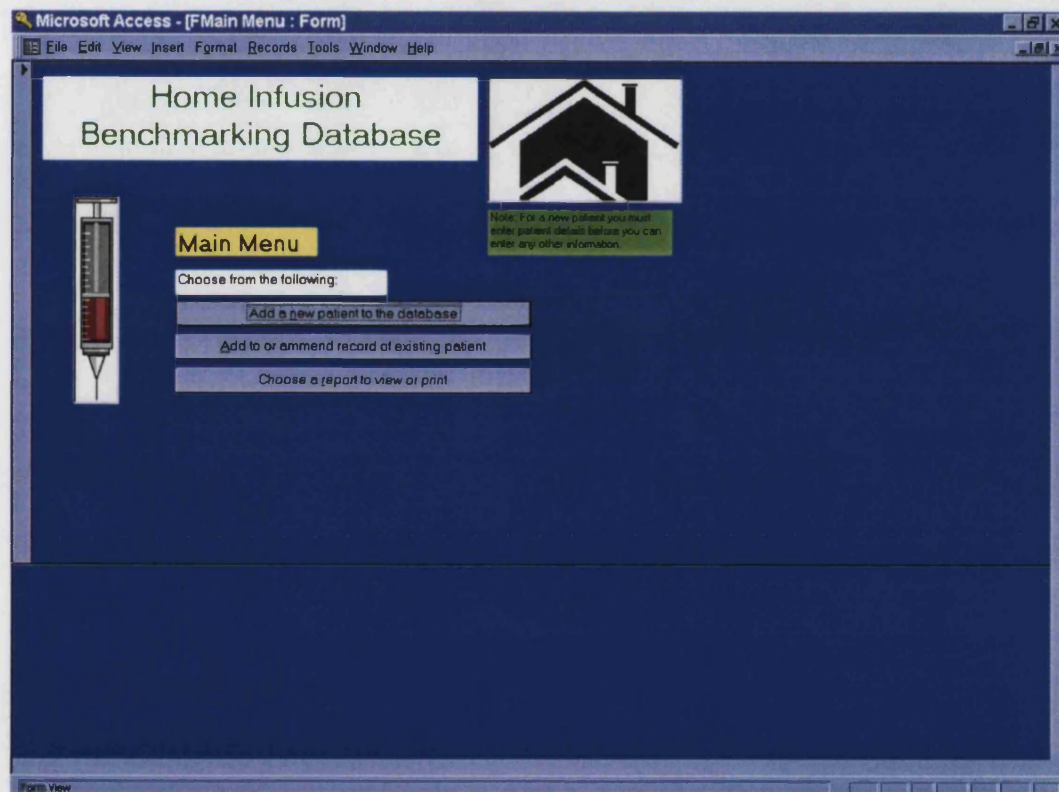 Microsoft Access - [FMain Menu : Form]
File Edit View Insert Format Records Tools Window Help
Home Infusion
Benchmarking Database
Note: For a new patient you must
enter patient details before you can
enter any other information.
Main Menu
Choose from the following:
Add a new patient to the database
Add to or ammend record of existing patient
Choose a report to view or print
Form View